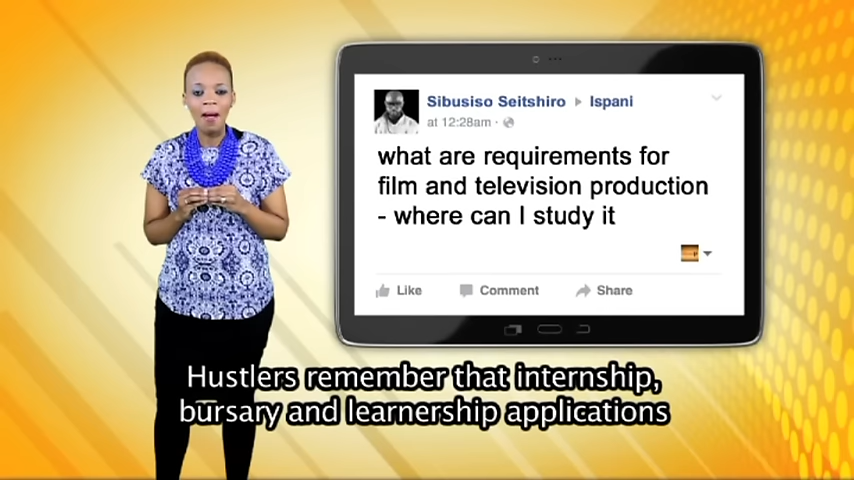 Sibusiso Seitshiro ▸ Ispani
at 12:28am ·
what are requirements for
film and television production
- where can I study it
Like Comment Share
Hustlers remember that internship,
bursary and learnership applications